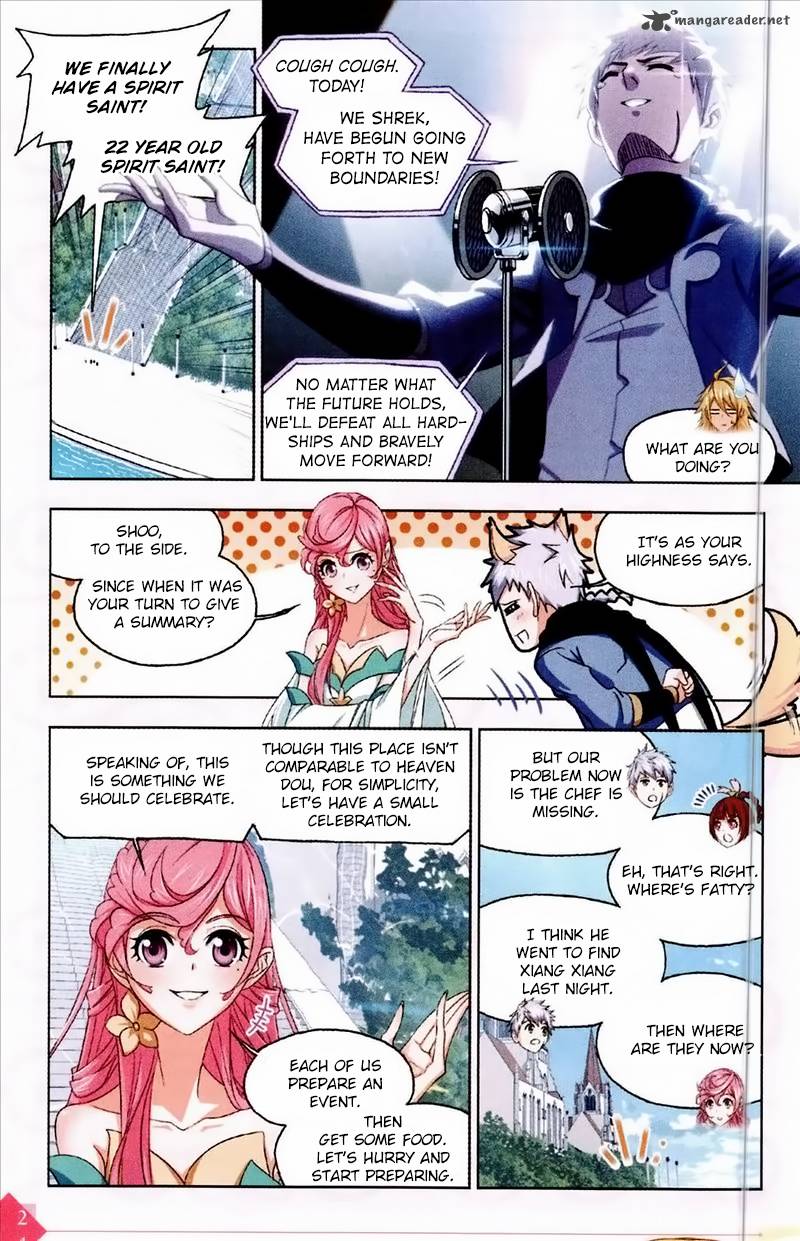 mangareader.net
WE FINALLY
HAVE A SPIRIT
SAINT!
22 YEAR OLD
SPIRIT SAINT!
COUGH COUGH.
TODAY!
WE SHREK,
HAVE BEGUN GOING
FORTH TO NEW
BOUNDARIES!
NO MATTER WHAT
THE FUTURE HOLDS,
WE'LL DEFEAT ALL HARD-
SHIPS AND BRAVELY
MOVE FORWARD!
WHAT ARE YOU
DOING?
SHOO,
TO THE SIDE.
SINCE WHEN IT WAS
YOUR TURN TO GIVE
A SUMMARY?
IT'S AS YOUR
HIGHNESS SAYS.
SPEAKING OF, THIS
IS SOMETHING WE
SHOULD CELEBRATE.
THOUGH THIS PLACE ISN'T
COMPARABLE TO HEAVEN
DOU, FOR SIMPLICITY,
LET'S HAVE A SMALL
CELEBRATION.
EACH OF US
PREPARE AN
EVENT.
THEN
GET SOME FOOD.
LET'S HURRY AND
START PREPARING.
BUT OUR
PROBLEM NOW
IS THE CHEF IS
MISSING.
EH, THAT'S RIGHT.
WHERE'S FATTY?
I THINK HE
WENT TO FIND
XIANG XIANG
LAST NIGHT.
THEN WHERE
ARE THEY NOW?
2